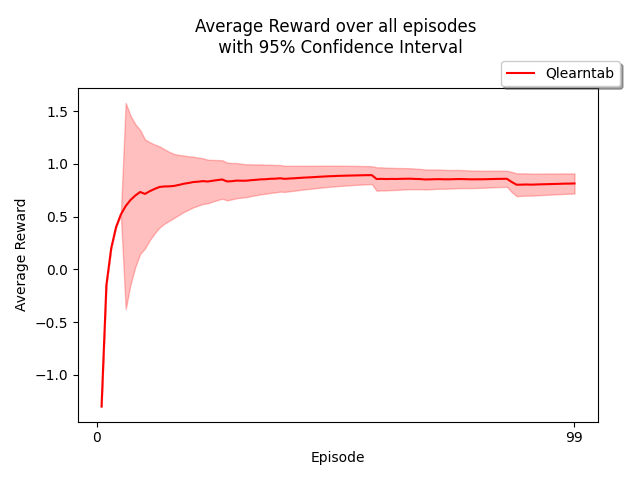 Average Reward over all episodes
with 95% Confidence Interval
Qlearntab
1.5
1.0
0.5
0.0
−0.5
−1.0
Average Reward
0
99
Episode